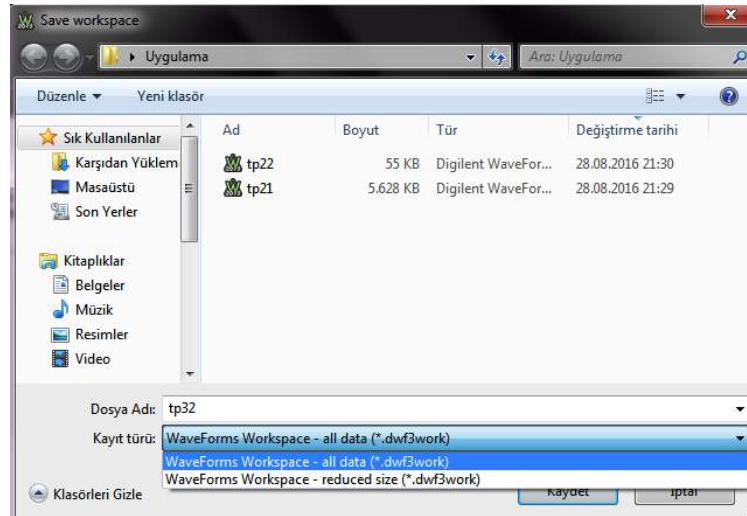 Save workspace
Uygulama
Ara: Uygulama
Düzenle
Yeni klasör
Ad Boyut Tür Değiştirme tarihi
Sık Kullanılanlar
Karşıdan Yüklem
Masaüstü
Son Yerler
Kitaplıklar
Belgeler
Müzik
Resimler
Video
tp22 55 KB Digilent WaveFor... 28.08.2016 21:30
tp21 5.628 KB Digilent WaveFor... 28.08.2016 21:29
Dosya Adı: tp32
Kayıt türü: WaveForms Workspace - all data (*.dwf3work)
WaveForms Workspace - all data (*.dwf3work)
WaveForms Workspace - reduced size (*.dwf3work)
Klasörleri Gizle
Kaydet
İptal